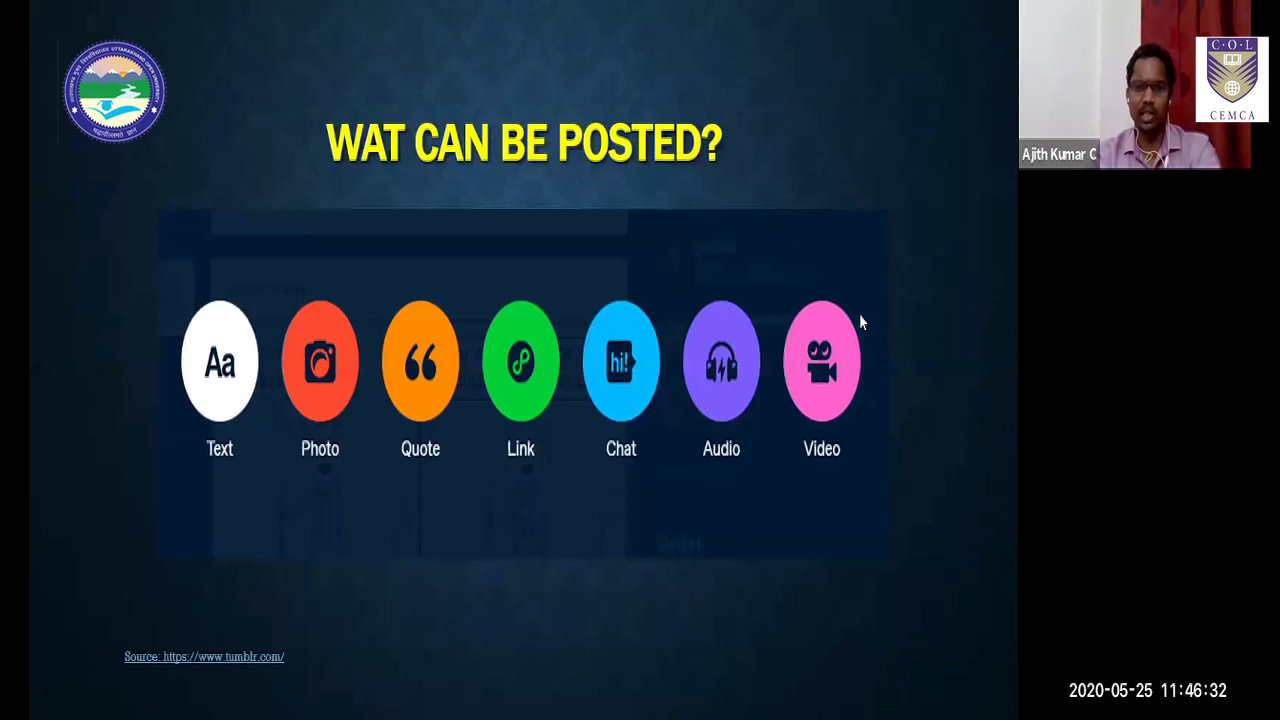 WAT CAN BE POSTED?
Aa
hi!
Text
Photo
Quote
Link
Chat
Audio
Video
Source: https://www.tumblr.com/
Ajith Kumar C
C·O·L
CEMCA
2020-05-25 11:46:32